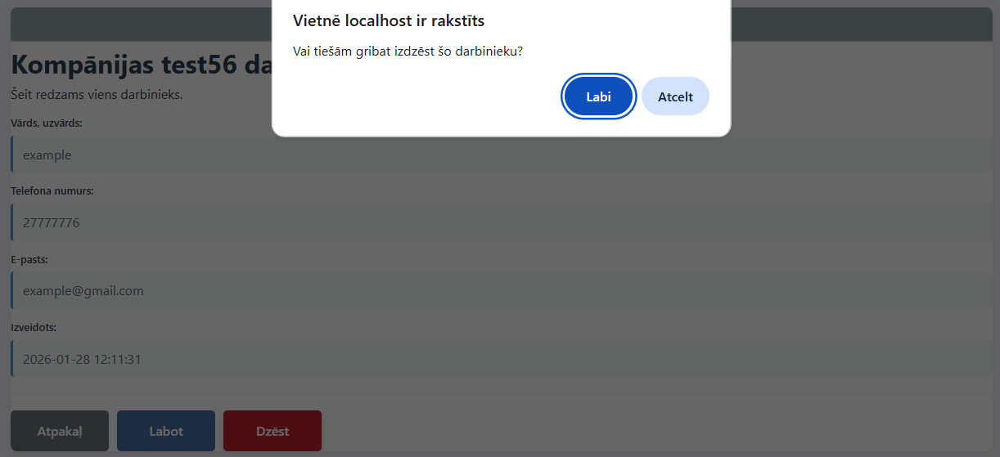 Vietnē localhost ir rakstīts
Vai tiešām gribat izdzēst šo darbinieku?
Labi
Atcelt
Kompānijas test56 da
Šeit redzams viens darbinieks.
Vārds, uzvārds:
example
Telefona numurs:
27777776
E-pasts:
example@gmail.com
Izveidots:
2026-01-28 12:11:31
Atpakaļ
Labot
Dzēst